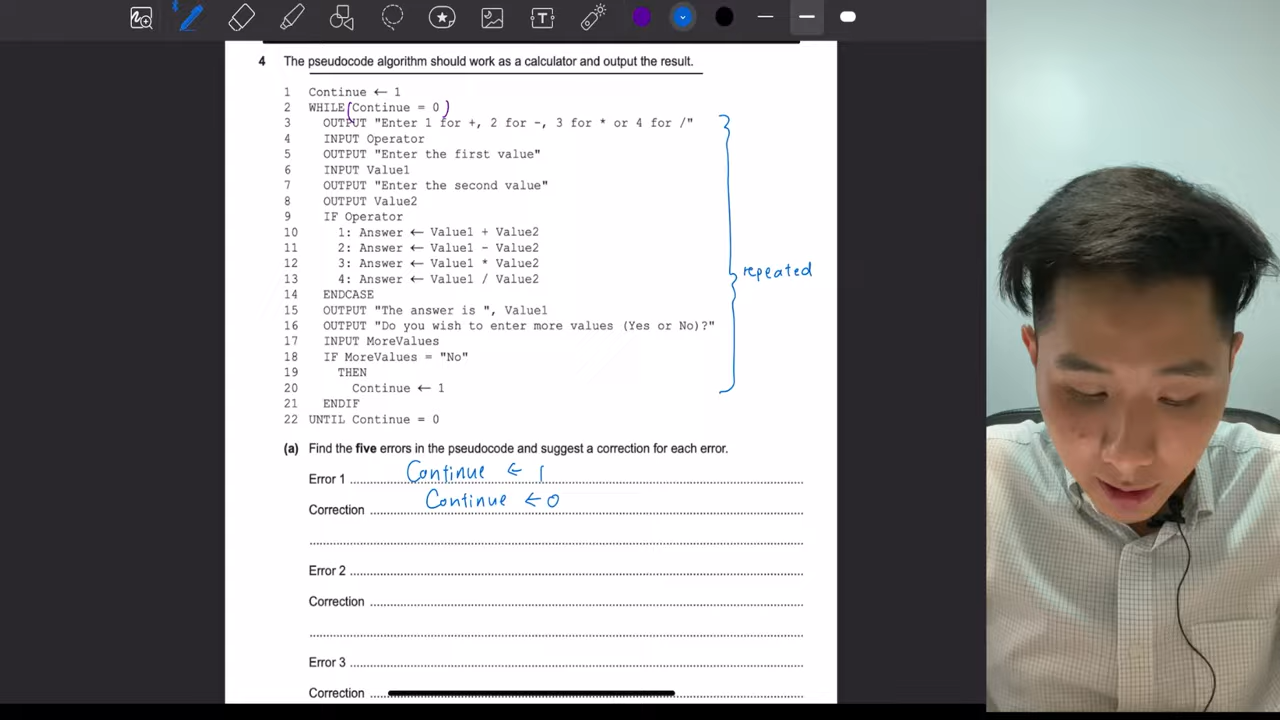 4 The pseudocode algorithm should work as a calculator and output the result.
1 Continue ← 1
2 WHILE (Continue = 0)
3 OUTPUT "Enter 1 for +, 2 for -, 3 for * or 4 for /"
4 INPUT Operator
5 OUTPUT "Enter the first value"
6 INPUT Value1
7 OUTPUT "Enter the second value"
8 OUTPUT Value2
9 IF Operator
10 1: Answer ← Value1 + Value2
11 2: Answer ← Value1 - Value2
12 3: Answer ← Value1 * Value2
repeated
13 4: Answer ← Value1 / Value2
14 ENDCASE
15 OUTPUT "The answer is ", Value1
16 OUTPUT "Do you wish to enter more values (Yes or No)?"
17 INPUT MoreValues
18 IF MoreValues = "No"
19 THEN
20 Continue ← 1
21 ENDIF
22 UNTIL Continue = 0
(a) Find the five errors in the pseudocode and suggest a correction for each error.
Error 1 Continue ← 1
Correction Continue ← 0
Error 2
Correction
Error 3
Correction